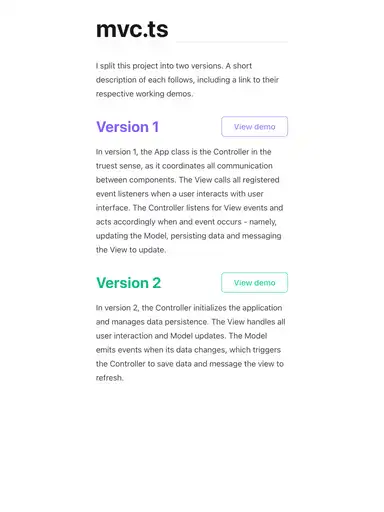 mvc.ts
I split this project into two versions. A short
description of each follows, including a link to their
respective working demos.
Version 1
View demo
In version 1, the App class is the Controller in the
truest sense, as it coordinates all communication
between components. The View calls all registered
event listeners when a user interacts with user
interface. The Controller listens for View events and
acts accordingly when and event occurs - namely,
updating the Model, persisting data and messaging
the View to update.
Version 2
View demo
In version 2, the Controller initializes the application
and manages data persistence. The View handles all
user interaction and Model updates. The Model
emits events when its data changes, which triggers
the Controller to save data and message the view to
refresh.